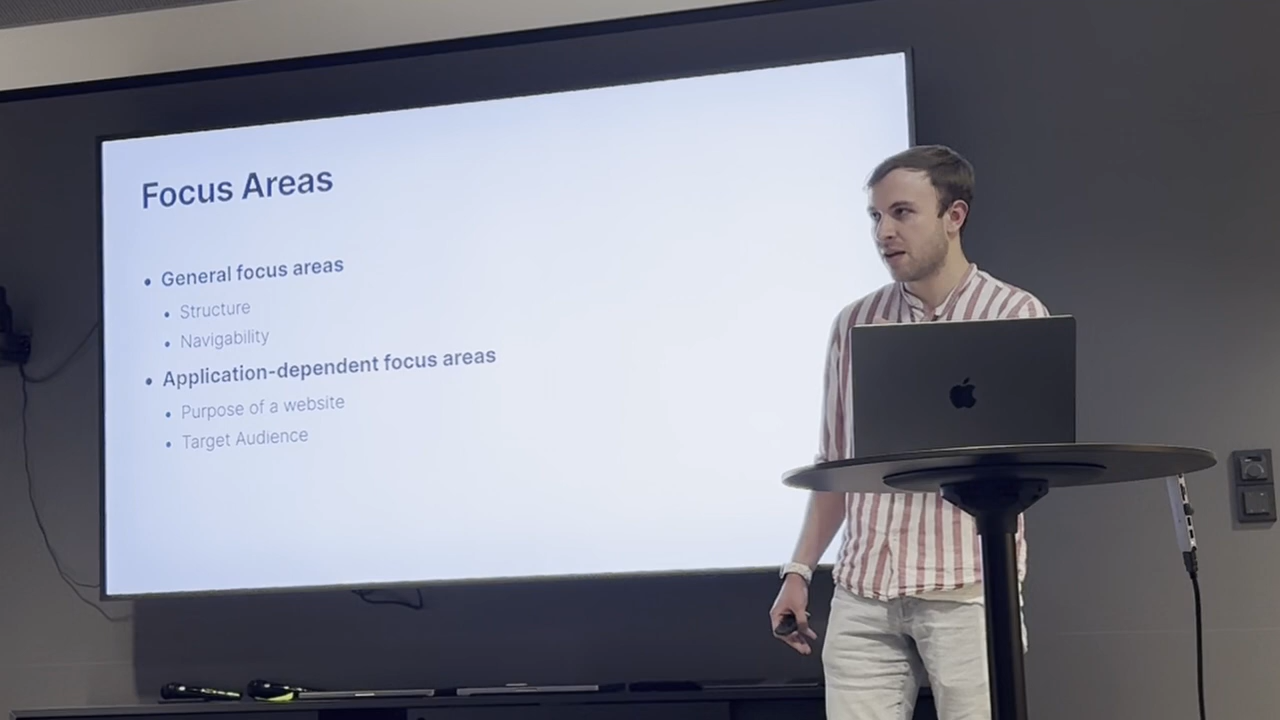 Focus Areas
General focus areas
Structure
Navigability
Application-dependent focus areas
Purpose of a website
Target Audience